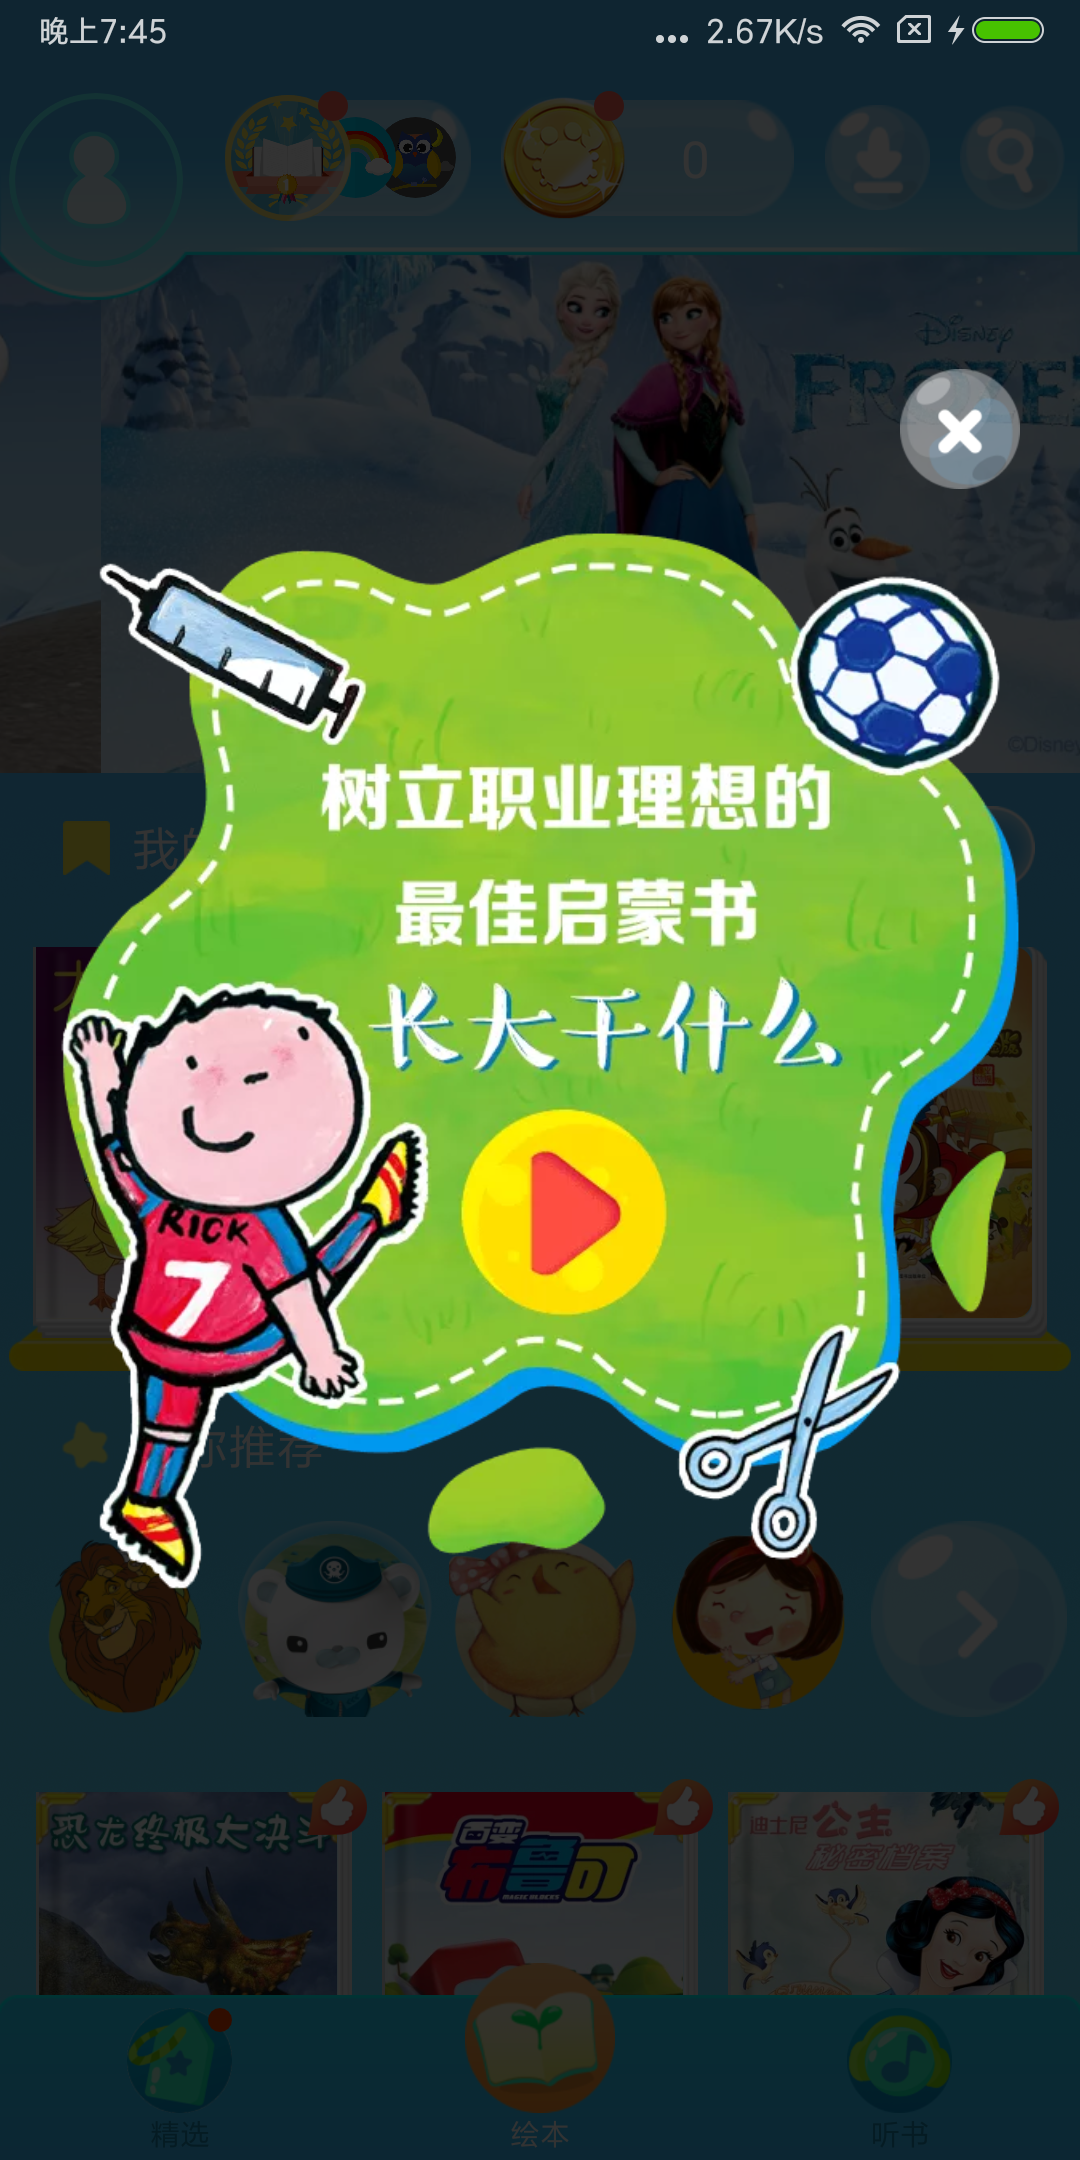 晚上7:45
... 2.67K/s
0
DISNEY
FROZEN
©Disney
我的
树立职业理想的
最佳启蒙书
长大干什么
RICK
7
你推荐
恐龙终极大决斗
百变
布鲁可
MAGIC BLOCKS
迪士尼公主
秘密档案
精选
绘本
听书